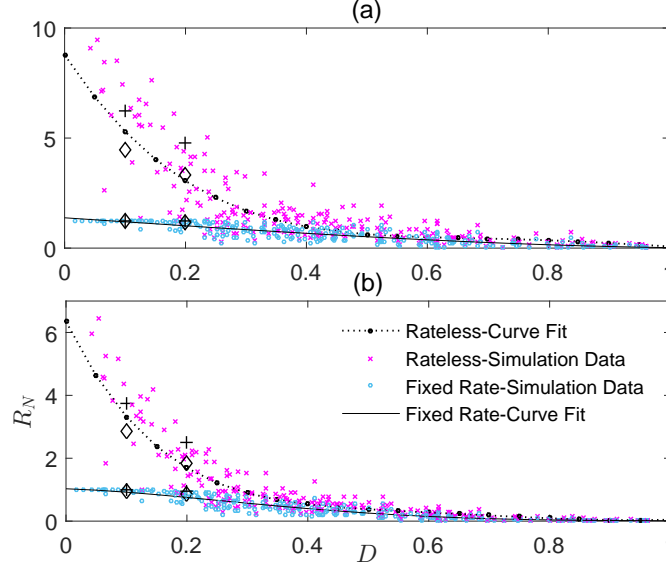 (a)
10
5
0
0 0.2 0.4 0.6 0.8
(b)
6
4
2
0
R_N
Rateless-Curve Fit
Rateless-Simulation Data
Fixed Rate-Simulation Data
Fixed Rate-Curve Fit
0 0.2 0.4 0.6 0.8
D